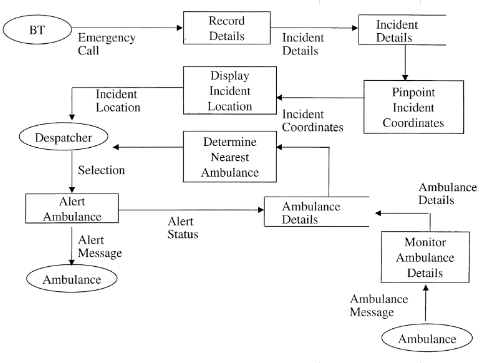 BT
Emergency
Call
Record
Details
Incident
Details
Incident Details
Display
Incident
Location
Incident
Location
Incident
Coordinates
Pinpoint
Incident
Coordinates
Despatcher
Determine
Nearest
Ambulance
Selection
Alert
Ambulance
Alert
Status
Ambulance
Details
Ambulance
Details
Alert
Message
Monitor
Ambulance
Details
Ambulance
Ambulance
Message
Ambulance